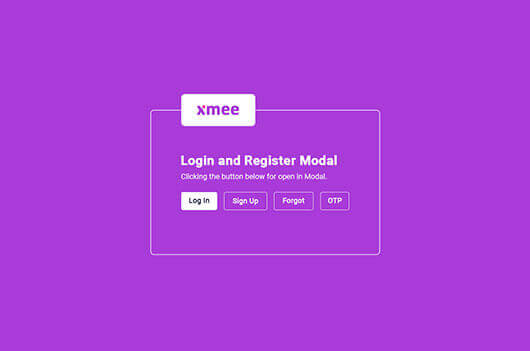 xmee
Login and Register Modal
Clicking the button below for open in Modal.
Log In Sign Up Forgot OTP